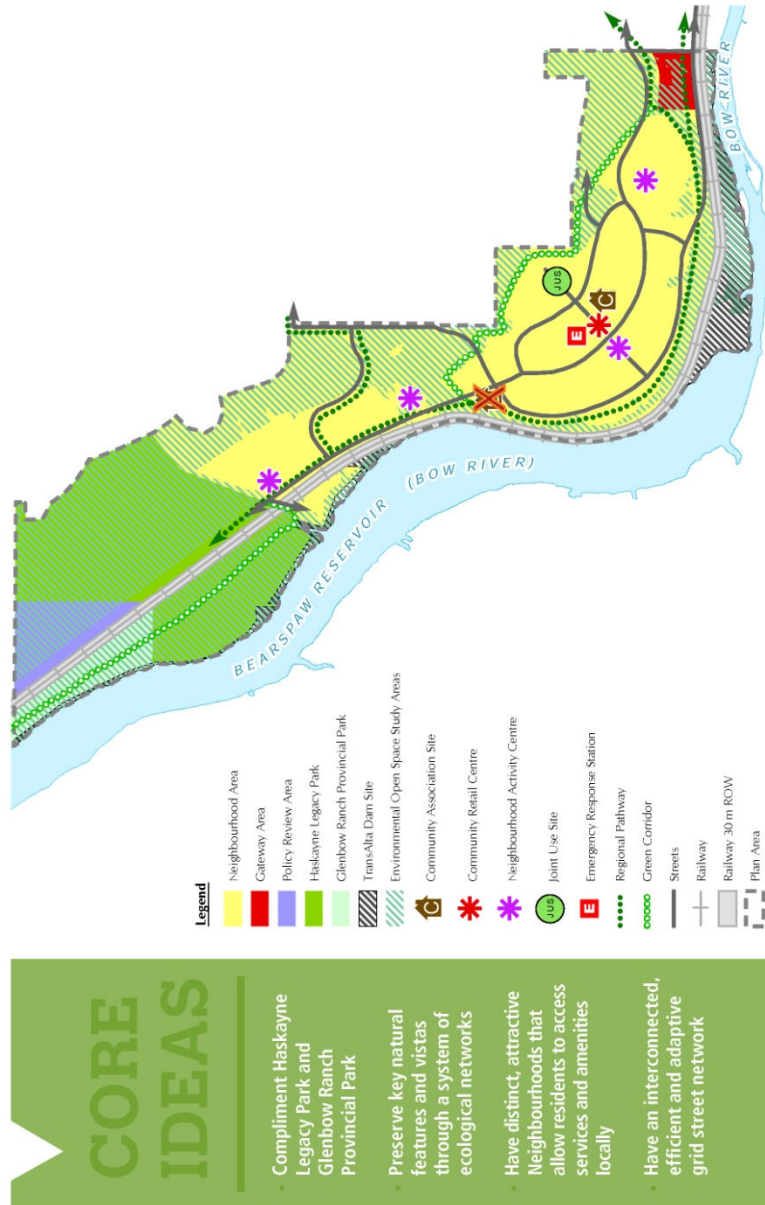 CORE
IDEAS
• Compliment Haskayne
Legacy Park and
Glenbow Ranch
Provincial Park
• Preserve key natural
features and vistas
through a system of
ecological networks
• Have distinct, attractive
Neighbourhoods that
allow residents to access
services and amenities
locally
• Have an interconnected,
efficient and adaptive
grid street network
Legend
Neighbourhood Area
Gateway Area
Policy Review Area
Haskayne Legacy Park
Glenbow Ranch Provincial Park
TransAlta Dam Site
Environmental Open Space Study Areas
C Community Association Site
Community Retail Centre
Neighbourhood Activity Centre
JUS Joint Use Site
E Emergency Response Station
Regional Pathway
Green Corridor
Streets
Railway
Railway 30 m ROW
Plan Area
BEARSPAW RESERVOIR (BOW RIVER)
E
C
JUS
BOW RIVER